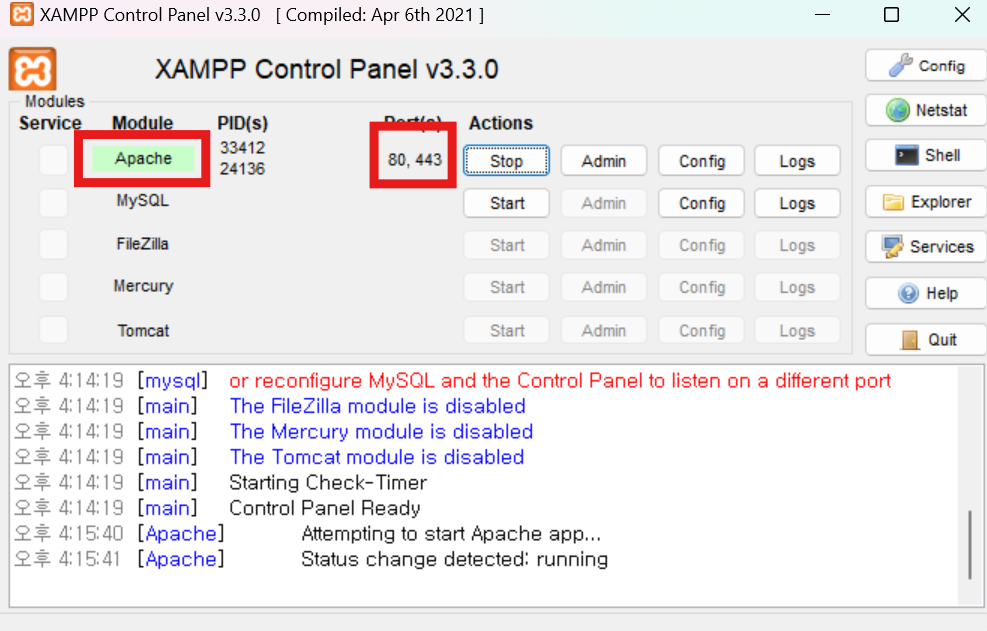 XAMPP Control Panel v3.3.0 [ Compiled: Apr 6th 2021 ]
XAMPP Control Panel v3.3.0
Config
Modules
Service Module PID(s) Port(s) Actions
Netstat
Apache 33412 24136 80, 443 Stop Admin Config Logs
Shell
MySQL Start Admin Config Logs
Explorer
FileZilla Start Admin Config Logs
Services
Mercury Start Admin Config Logs
Help
Tomcat Start Admin Config Logs
Quit
오후 4:14:19 [mysql] or reconfigure MySQL and the Control Panel to listen on a different port
오후 4:14:19 [main] The FileZilla module is disabled
오후 4:14:19 [main] The Mercury module is disabled
오후 4:14:19 [main] The Tomcat module is disabled
오후 4:14:19 [main] Starting Check-Timer
오후 4:14:19 [main] Control Panel Ready
오후 4:15:40 [Apache] Attempting to start Apache app...
오후 4:15:41 [Apache] Status change detected: running